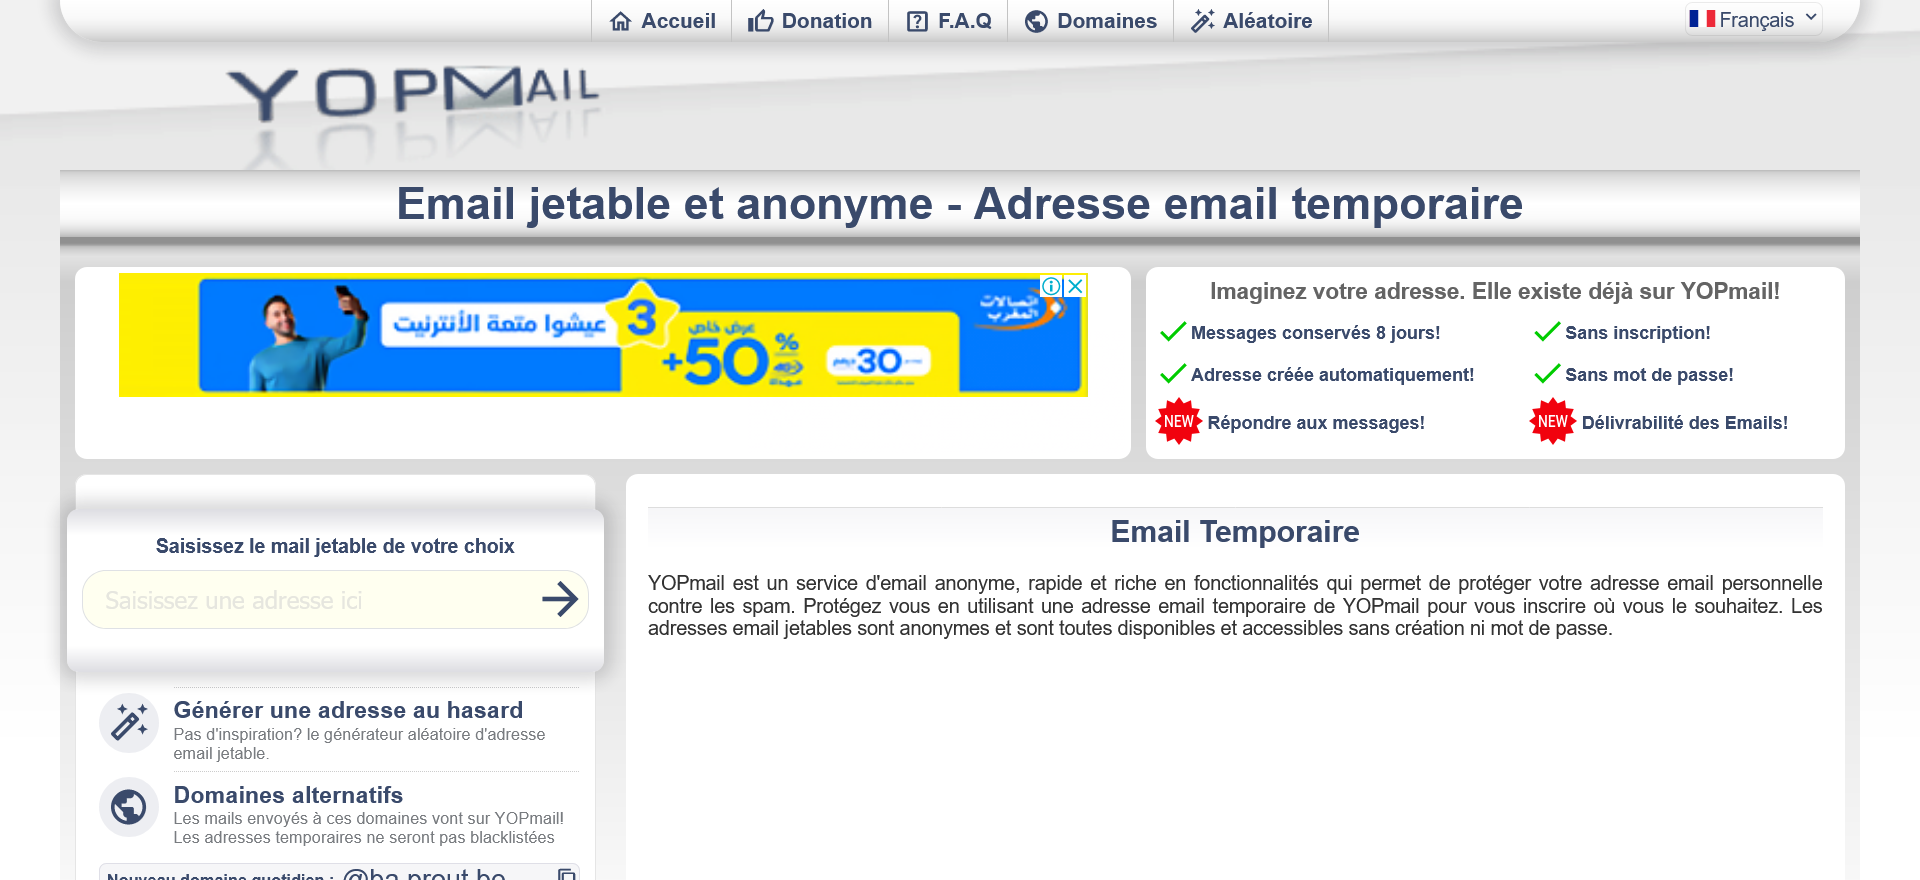 Accueil
Donation
F.A.Q
Domaines
Aléatoire
Français
YOPMAIL
Email jetable et anonyme - Adresse email temporaire
عيشوا متعة الأنترنيت
3
عرض خاص
+50%
30
اتصالات
المغرب
Imaginez votre adresse. Elle existe déjà sur YOPmail!
Messages conservés 8 jours!
Sans inscription!
Adresse créée automatiquement!
Sans mot de passe!
NEW Répondre aux messages!
NEW Délivrabilité des Emails!
Saisissez le mail jetable de votre choix
Saisissez une adresse ici
Générer une adresse au hasard
Pas d'inspiration? le générateur aléatoire d'adresse
email jetable.
Domaines alternatifs
Les mails envoyés à ces domaines vont sur YOPmail!
Les adresses temporaires ne seront pas blacklistées
Nouveau domaine quotidien : @ba.prout.be
Email Temporaire
YOPmail est un service d'email anonyme, rapide et riche en fonctionnalités qui permet de protéger votre adresse email personnelle
contre les spam. Protégez vous en utilisant une adresse email temporaire de YOPmail pour vous inscrire où vous le souhaitez. Les
adresses email jetables sont anonymes et sont toutes disponibles et accessibles sans création ni mot de passe.